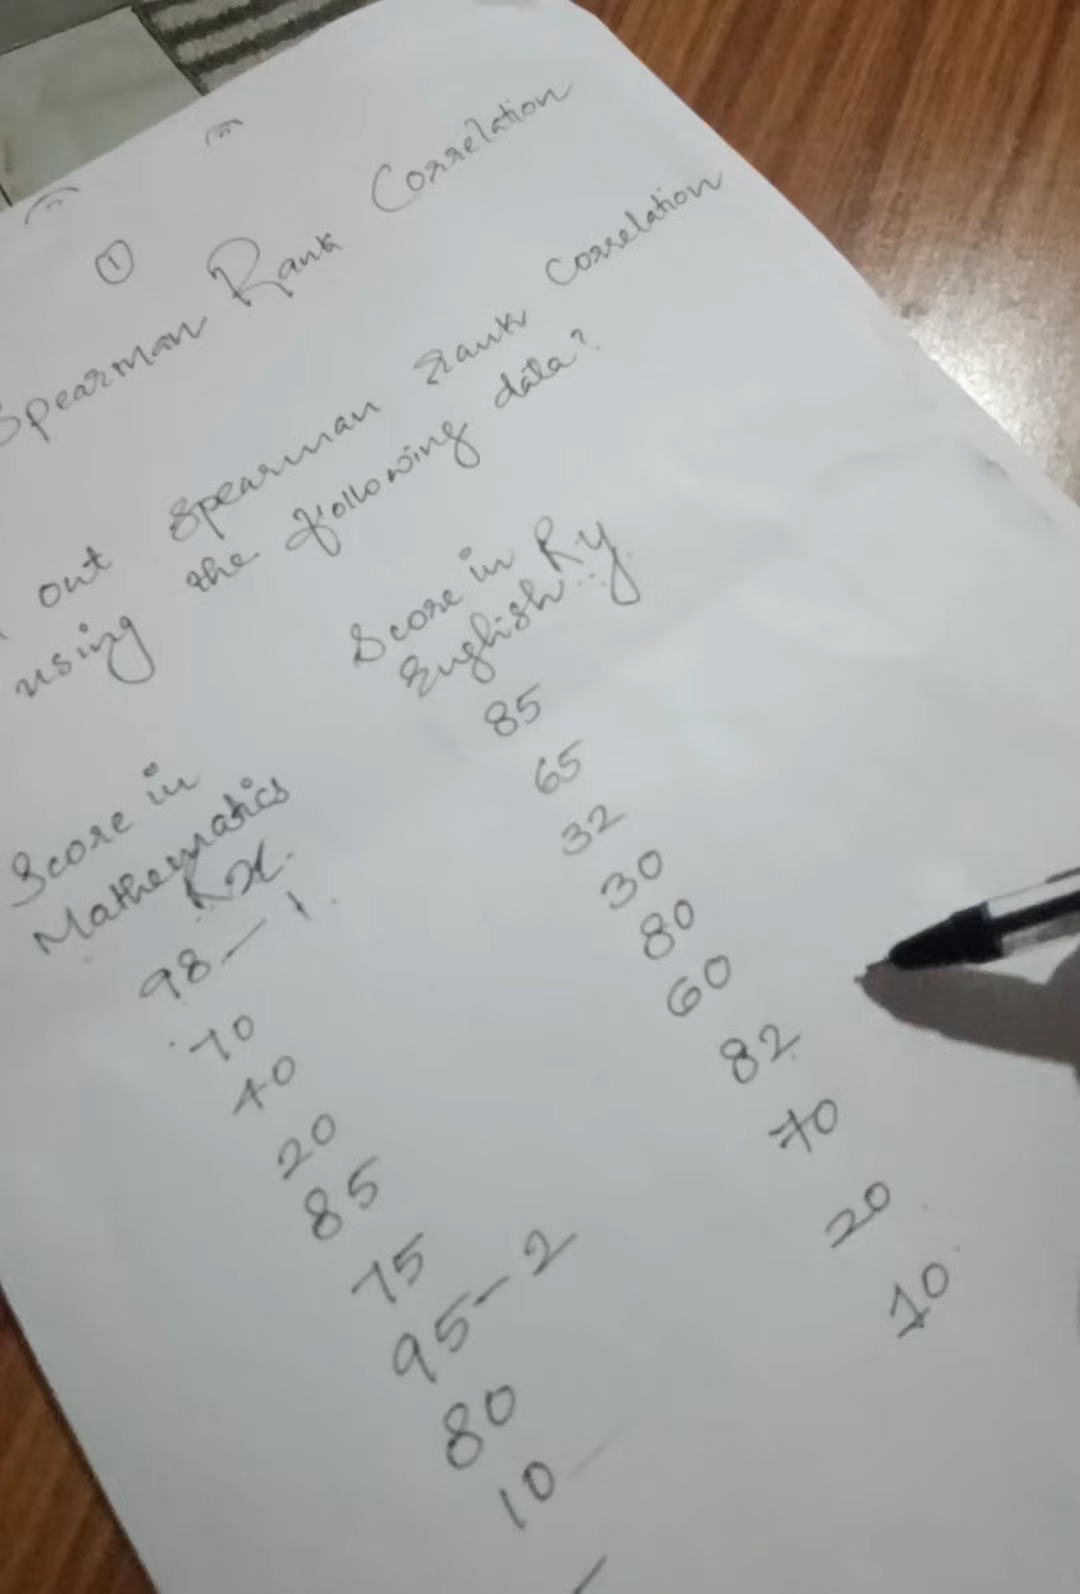 ①
Spearman Rank Correlation
out spearman rank correlation
using the following data?
Score in Mathematics Rx
Score in English Ry
98 – 1 85
70 65
40 32
20 30
85 80
75 60
95 – 2 82
80 70
10 20
10